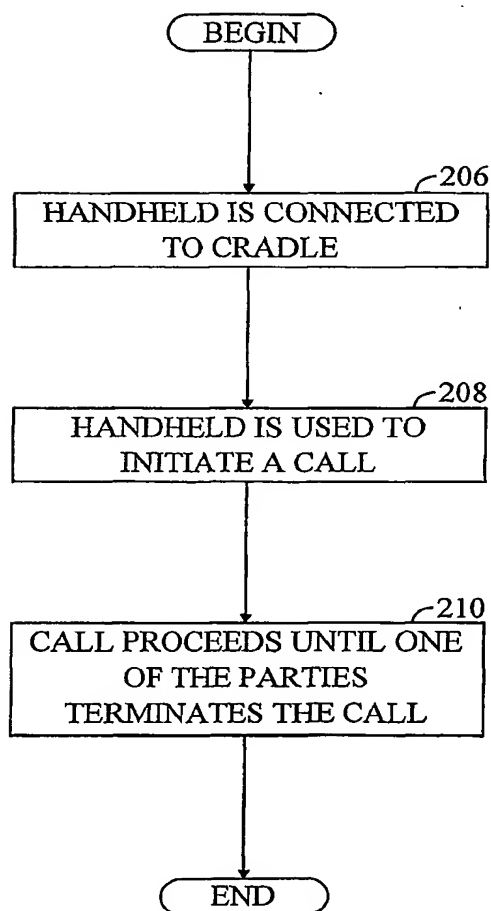 BEGIN
206
HANDHELD IS CONNECTED
TO CRADLE
208
HANDHELD IS USED TO
INITIATE A CALL
210
CALL PROCEEDS UNTIL ONE
OF THE PARTIES
TERMINATES THE CALL
END